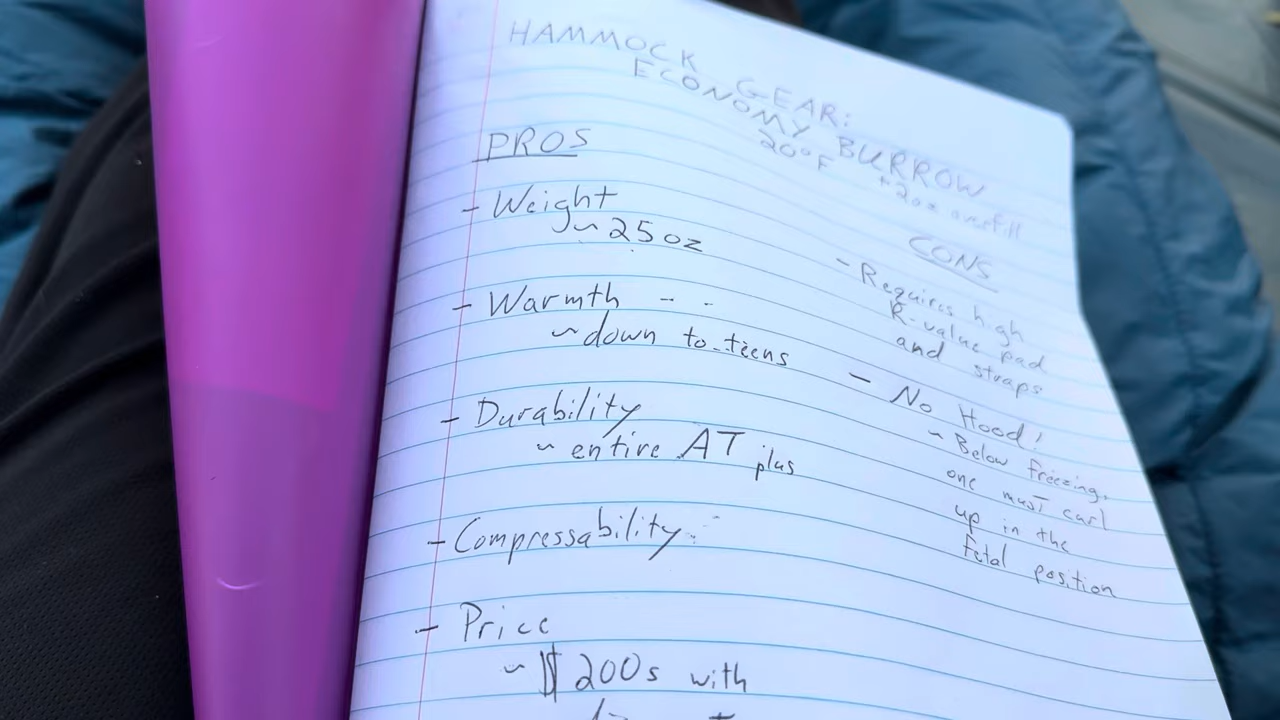 HAMMOCK GEAR:
ECONOMY BURROW
20°F +2oz overfill
PROS
- Weight
~ 25 oz
- Warmth
~ down to teens
- Durability
~ entire AT plus
- Compressability
- Price
~ $200s with
CONS
- Requires high
R-value pad
and straps
- No Hood!
~ Below freezing,
one must curl
up in the
fetal position